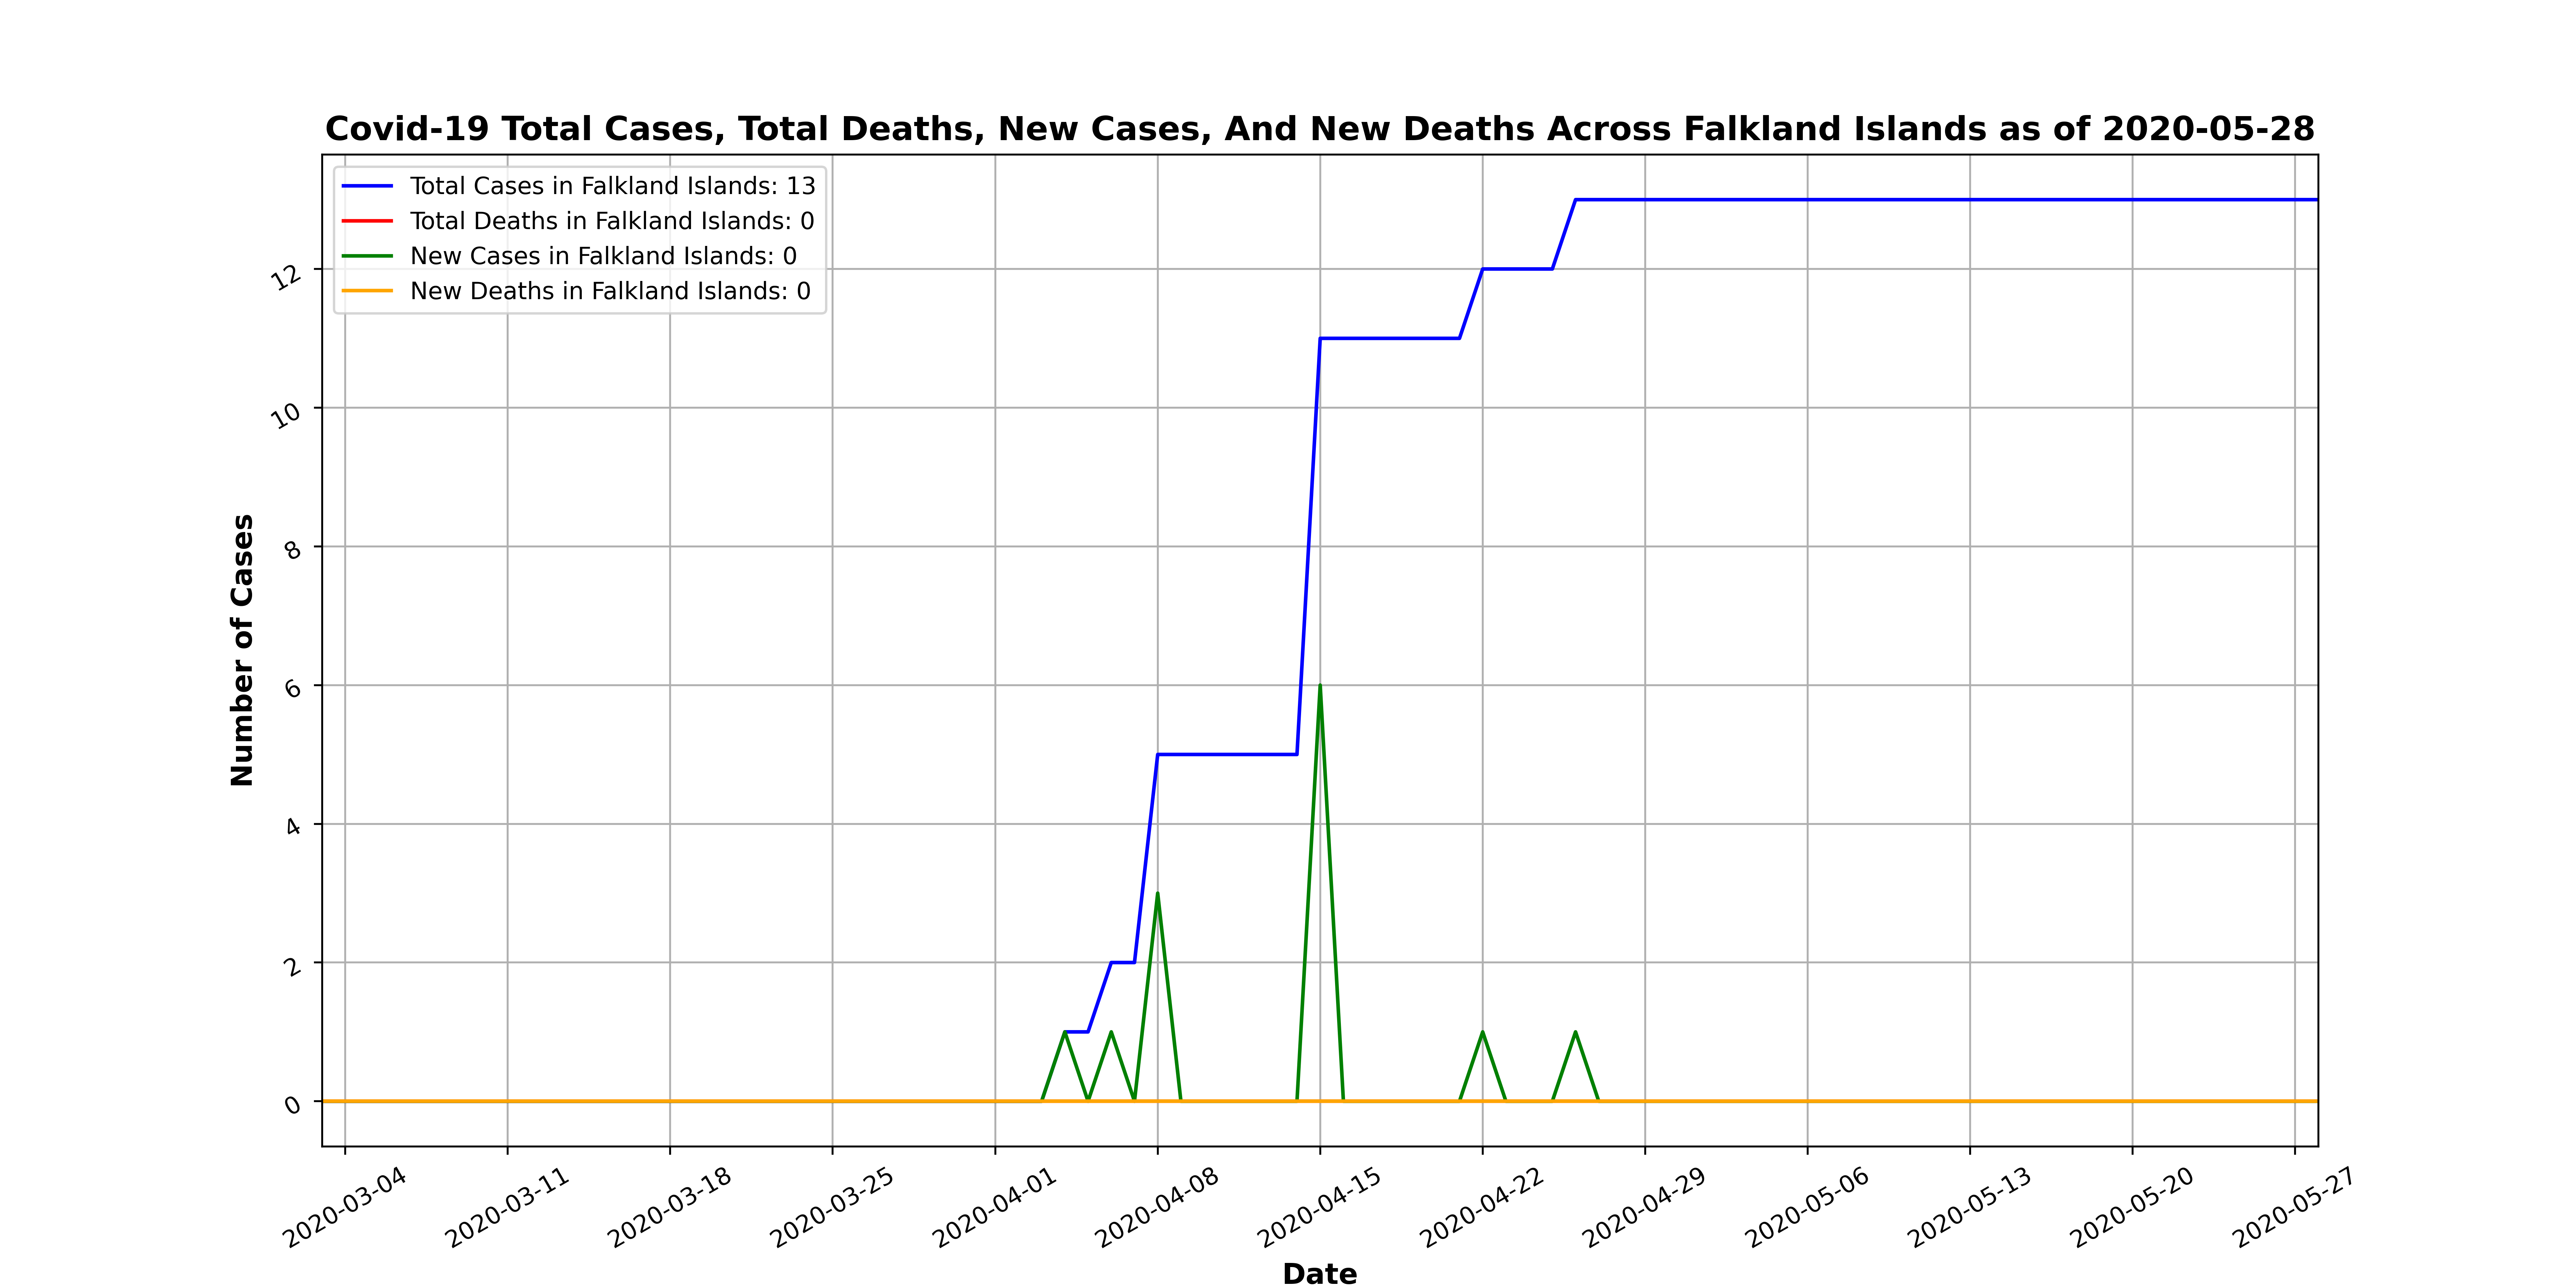 Covid-19 Total Cases, Total Deaths, New Cases, And New Deaths Across Falkland Islands as of 2020-05-28
Total Cases in Falkland Islands: 13
Total Deaths in Falkland Islands: 0
New Cases in Falkland Islands: 0
New Deaths in Falkland Islands: 0
12
10
8
6
4
2
0
Number of Cases
2020-03-04
2020-03-11
2020-03-18
2020-03-25
2020-04-01
2020-04-08
2020-04-15
2020-04-22
2020-04-29
2020-05-06
2020-05-13
2020-05-20
2020-05-27
Date